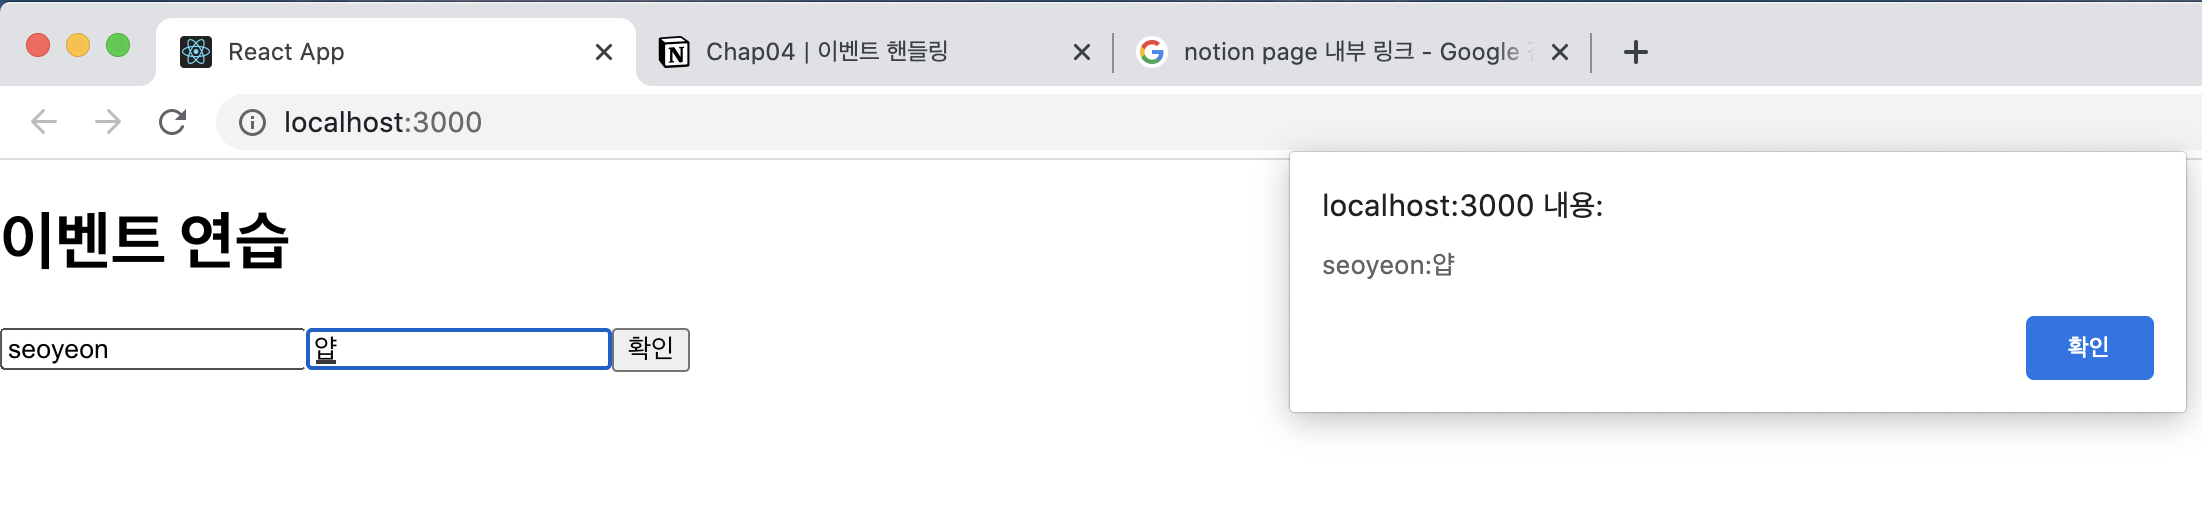 React App
Chap04 | 이벤트 핸들링
notion page 내부 링크 - Google
localhost:3000
localhost:3000 내용:
seoyeon:얍
확인
이벤트 연습
seoyeon
얍
확인